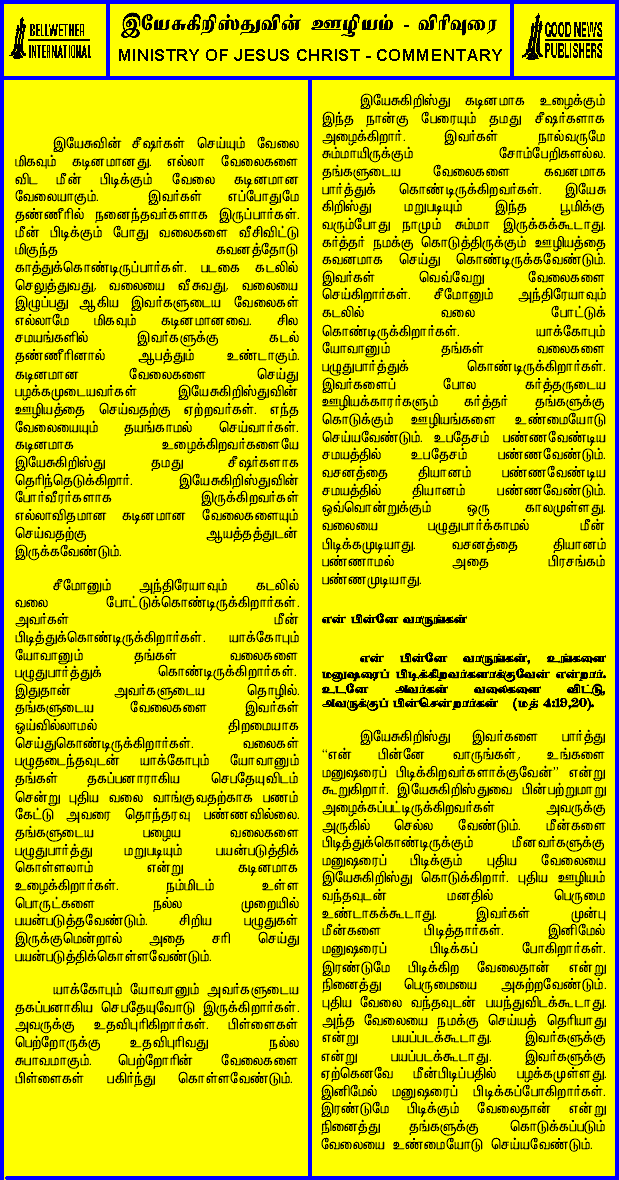 BELLWETHER
INTERNATIONAL
இயேசுகிறிஸ்துவின் ஊழியம் - விரிவுரை
MINISTRY OF JESUS CHRIST - COMMENTARY
GOOD NEWS
PUBLISHERS
இயேசுவின் சீஷர்கள் செய்யும் வேலை
மிகவும் கடினமானது. எல்லா வேலைகளை
விட மீன் பிடிக்கும் வேலை கடினமான
வேலையாகும். இவர்கள் எப்போதுமே
தண்ணீரில் நனைந்தவர்களாக இருப்பார்கள்.
மீன் பிடிக்கும் போது வலைகளை வீசிவிட்டு
மிகுந்த கவனத்தோடு
காத்துக்கொண்டிருப்பார்கள். படகை கடலில்
செலுத்துவது, வலையை வீசுவது, வலையை
இழுப்பது ஆகிய இவர்களுடைய வேலைகள்
எல்லாமே மிகவும் கடினமானவை. சில
சமயங்களில் இவர்களுக்கு கடல்
தண்ணீரினால் ஆபத்தும் உண்டாகும்.
கடினமான வேலைகளை செய்து
பழக்கமுடையவர்கள் இயேசுகிறிஸ்துவின்
ஊழியத்தை செய்வதற்கு ஏற்றவர்கள். எந்த
வேலையையும் தயங்காமல் செய்வார்கள்.
கடினமாக உழைக்கிறவர்களையே
இயேசுகிறிஸ்து தமது சீஷர்களாக
தெரிந்தெடுக்கிறார். இயேசுகிறிஸ்துவின்
போர்வீரர்களாக இருக்கிறவர்கள்
எல்லாவிதமான கடினமான வேலைகளையும்
செய்வதற்கு ஆயத்தத்துடன்
இருக்கவேண்டும்.
சீமோனும் அந்திரேயாவும் கடலில்
வலை போட்டுக்கொண்டிருக்கிறார்கள்.
அவர்கள் மீன்
பிடித்துக்கொண்டிருக்கிறார்கள். யாக்கோபும்
யோவானும் தங்கள் வலைகளை
பழுதுபார்த்துக் கொண்டிருக்கிறார்கள்.
இதுதான் அவர்களுடைய தொழில்.
தங்களுடைய வேலைகளை இவர்கள்
ஓய்வில்லாமல் திறமையாக
செய்துகொண்டிருக்கிறார்கள். வலைகள்
பழுதடைந்தவுடன் யாக்கோபும் யோவானும்
தங்கள் தகப்பனாராகிய செபதேயுவிடம்
சென்று புதிய வலை வாங்குவதற்காக பணம்
கேட்டு அவரை தொந்தரவு பண்ணவில்லை.
தங்களுடைய பழைய வலைகளை
பழுதுபார்த்து மறுபடியும் பயன்படுத்திக்
கொள்ளலாம் என்று கடினமாக
உழைக்கிறார்கள். நம்மிடம் உள்ள
பொருட்களை நல்ல முறையில்
பயன்படுத்தவேண்டும். சிறிய பழுதுகள்
இருக்குமென்றால் அதை சரி செய்து
பயன்படுத்திக்கொள்ளவேண்டும்.
யாக்கோபும் யோவானும் அவர்களுடைய
தகப்பனாகிய செபதேயுவோடு இருக்கிறார்கள்.
அவருக்கு உதவிபுரிகிறார்கள். பிள்ளைகள்
பெற்றோருக்கு உதவிபுரிவது நல்ல
சுபாவமாகும். பெற்றோரின் வேலைகளை
பிள்ளைகள் பகிர்ந்து கொள்ளவேண்டும்.
இயேசுகிறிஸ்து கடினமாக உழைக்கும்
இந்த நான்கு பேரையும் தமது சீஷர்களாக
அழைக்கிறார். இவர்கள் நால்வருமே
சும்மாயிருக்கும் சோம்பேறிகளல்ல.
தங்களுடைய வேலைகளை கவனமாக
பார்த்துக் கொண்டிருக்கிறவர்கள். இயேசு
கிறிஸ்து மறுபடியும் இந்த பூமிக்கு
வரும்போது நாமும் சும்மா இருக்கக்கூடாது.
கர்த்தர் நமக்கு கொடுத்திருக்கும் ஊழியத்தை
கவனமாக செய்து கொண்டிருக்கவேண்டும்.
இவர்கள் வெவ்வேறு வேலைகளை
செய்கிறார்கள். சீமோனும் அந்திரேயாவும்
கடலில் வலை போட்டுக்
கொண்டிருக்கிறார்கள். யாக்கோபும்
யோவானும் தங்கள் வலைகளை
பழுதுபார்த்துக் கொண்டிருக்கிறார்கள்.
இவர்களைப் போல கர்த்தருடைய
ஊழியக்காரர்களும் கர்த்தர் தங்களுக்கு
கொடுக்கும் ஊழியங்களை உண்மையோடு
செய்யவேண்டும். உபதேசம் பண்ணவேண்டிய
சமயத்தில் உபதேசம் பண்ணவேண்டும்.
வசனத்தை தியானம் பண்ணவேண்டிய
சமயத்தில் தியானம் பண்ணவேண்டும்.
ஒவ்வொன்றுக்கும் ஒரு காலமுள்ளது.
வலையை பழுதுபார்க்காமல் மீன்
பிடிக்கமுடியாது. வசனத்தை தியானம்
பண்ணாமல் அதை பிரசங்கம்
பண்ணமுடியாது.
என் பின்னே வாருங்கள்
என் பின்னே வாருங்கள், உங்களை
மனுஷரைப் பிடிக்கிறவர்களாக்குவேன் என்றார்.
உடனே அவர்கள் வலைகளை விட்டு,
அவருக்குப் பின்சென்றார்கள் (மத் 4:19,20).
இயேசுகிறிஸ்து இவர்களை பார்த்து
“என் பின்னே வாருங்கள், உங்களை
மனுஷரைப் பிடிக்கிறவர்களாக்குவேன்” என்று
கூறுகிறார். இயேசுகிறிஸ்துவை பின்பற்றுமாறு
அழைக்கப்பட்டிருக்கிறவர்கள் அவருக்கு
அருகில் செல்ல வேண்டும். மீன்களை
பிடித்துக்கொண்டிருக்கும் மீனவர்களுக்கு
மனுஷரைப் பிடிக்கும் புதிய வேலையை
இயேசுகிறிஸ்து கொடுக்கிறார். புதிய ஊழியம்
வந்தவுடன் மனதில் பெருமை
உண்டாகக்கூடாது. இவர்கள் முன்பு
மீன்களை பிடித்தார்கள். இனிமேல்
மனுஷரைப் பிடிக்கப் போகிறார்கள்.
இரண்டுமே பிடிக்கிற வேலைதான் என்று
நினைத்து பெருமையை அகற்றவேண்டும்.
புதிய வேலை வந்தவுடன் பயந்துவிடக்கூடாது.
அந்த வேலையை நமக்கு செய்யத் தெரியாது
என்று பயப்படக்கூடாது. இவர்களுக்கு
என்று பயப்படக்கூடாது. இவர்களுக்கு
ஏற்கெனவே மீன்பிடிப்பதில் பழக்கமுள்ளது.
இனிமேல் மனுஷரைப் பிடிக்கப்போகிறார்கள்.
இரண்டுமே பிடிக்கும் வேலைதான் என்று
நினைத்து தங்களுக்கு கொடுக்கப்படும்
வேலையை உண்மையோடு செய்யவேண்டும்.